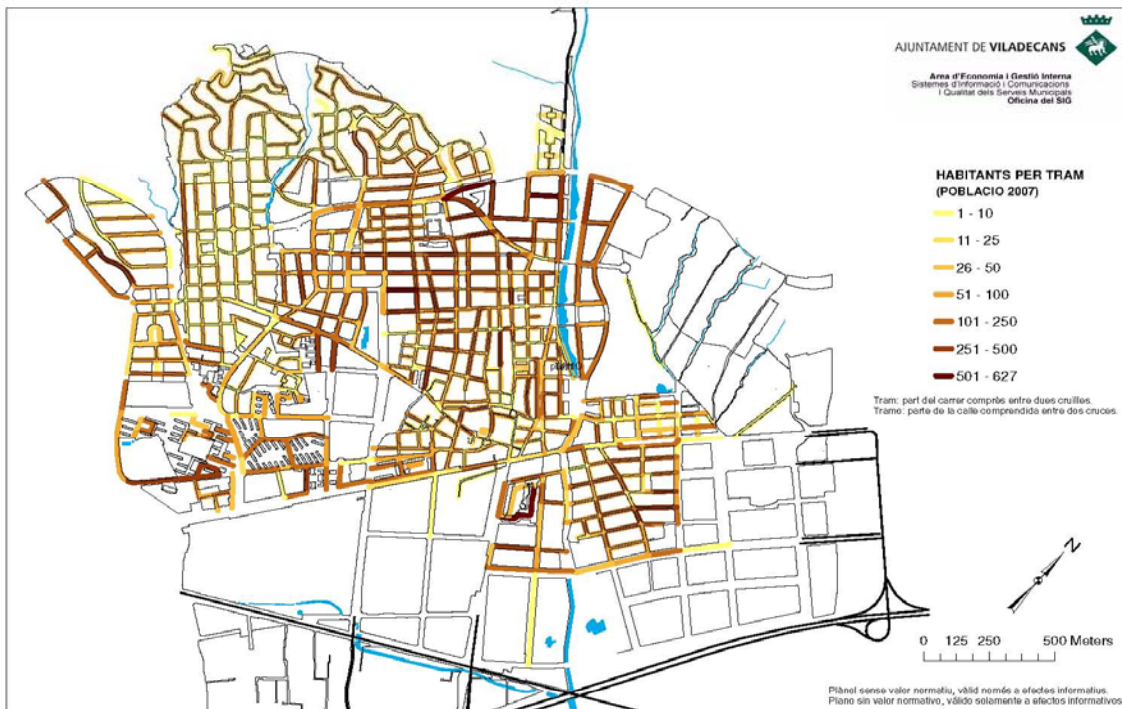 AJUNTAMENT DE VILADECANS
Area d'Economia i Gestió Interna
Sistemes d'Informació i Comunicacions
I Qualitat dels Serveis Municipals
Oficina del SIG
HABITANTS PER TRAM
(POBLACIO 2007)
1 - 10
11 - 25
26 - 50
51 - 100
101 - 250
251 - 500
501 - 627
Tram: part del carrer comprès entre dues cruïlles.
Tramo: parte de la calle comprendida entre dos cruces.
N
0 125 250 500 Meters
Plànol sense valor normatiu, vàlid només a efectes informatius.
Plano sin valor normativo, válido solamente a efectos informativos